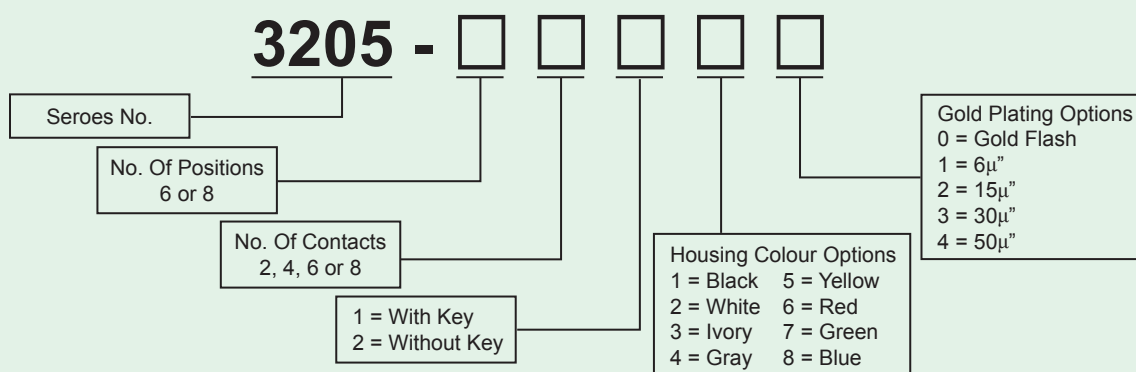 3205 -
Seroes No.
No. Of Positions
6 or 8
No. Of Contacts
2, 4, 6 or 8
1 = With Key
2 = Without Key
Housing Colour Options
1 = Black 5 = Yellow
2 = White 6 = Red
3 = Ivory 7 = Green
4 = Gray 8 = Blue
Gold Plating Options
0 = Gold Flash
1 = 6μ”
2 = 15μ”
3 = 30μ”
4 = 50μ”